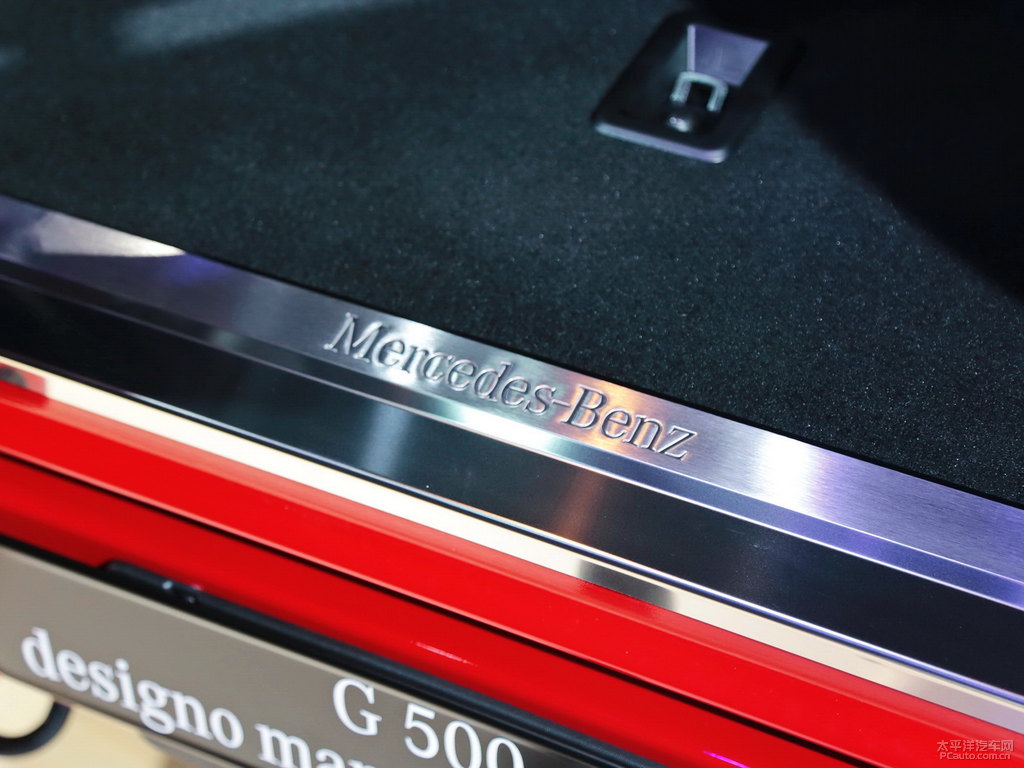 Mercedes-Benz
G 500
designo
太平洋汽车网
PCauto.com.cn